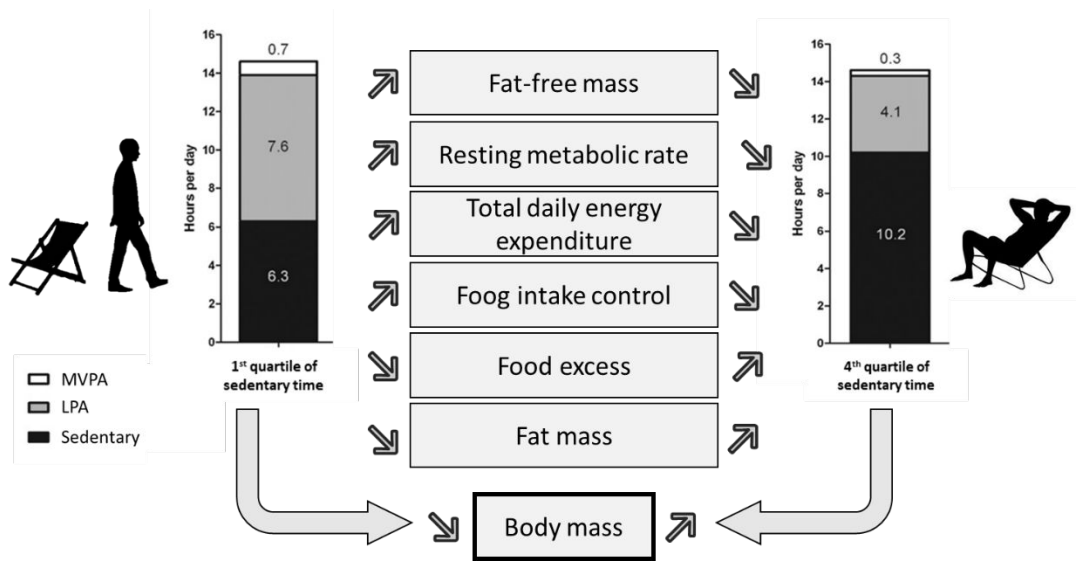 0.7
16
14
12
10
8
6
4
2
0
Hours per day
7.6
6.3
1st quartile of
sedentary time
MVPA
LPA
Sedentary
Fat-free mass
Resting metabolic rate
Total daily energy
expenditure
Foog intake control
Food excess
Fat mass
Body mass
0.3
16
14
12
10
8
6
4
2
0
Hours per day
4.1
10.2
4th quartile of
sedentary time